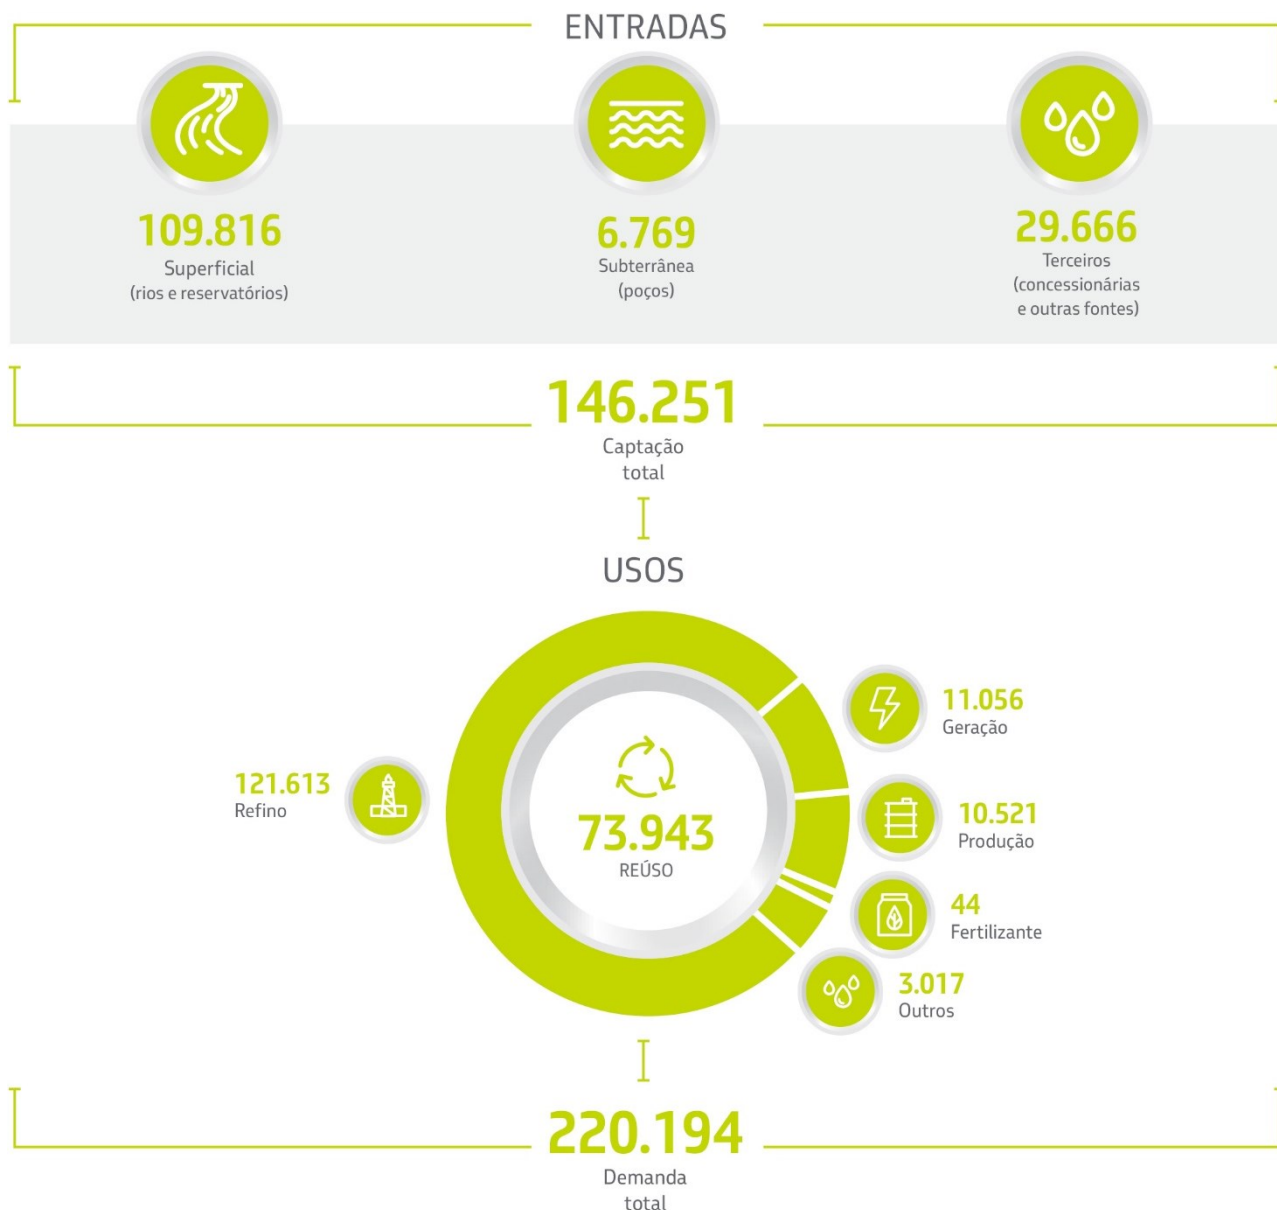 ENTRADAS
109.816
Superficial
(rios e reservatórios)
6.769
Subterrânea
(poços)
29.666
Terceiros
(concessionárias
e outras fontes)
146.251
Captação
total
USOS
121.613
Refino
73.943
REÚSO
11.056
Geração
10.521
Produção
44
Fertilizante
3.017
Outros
220.194
Demanda
total